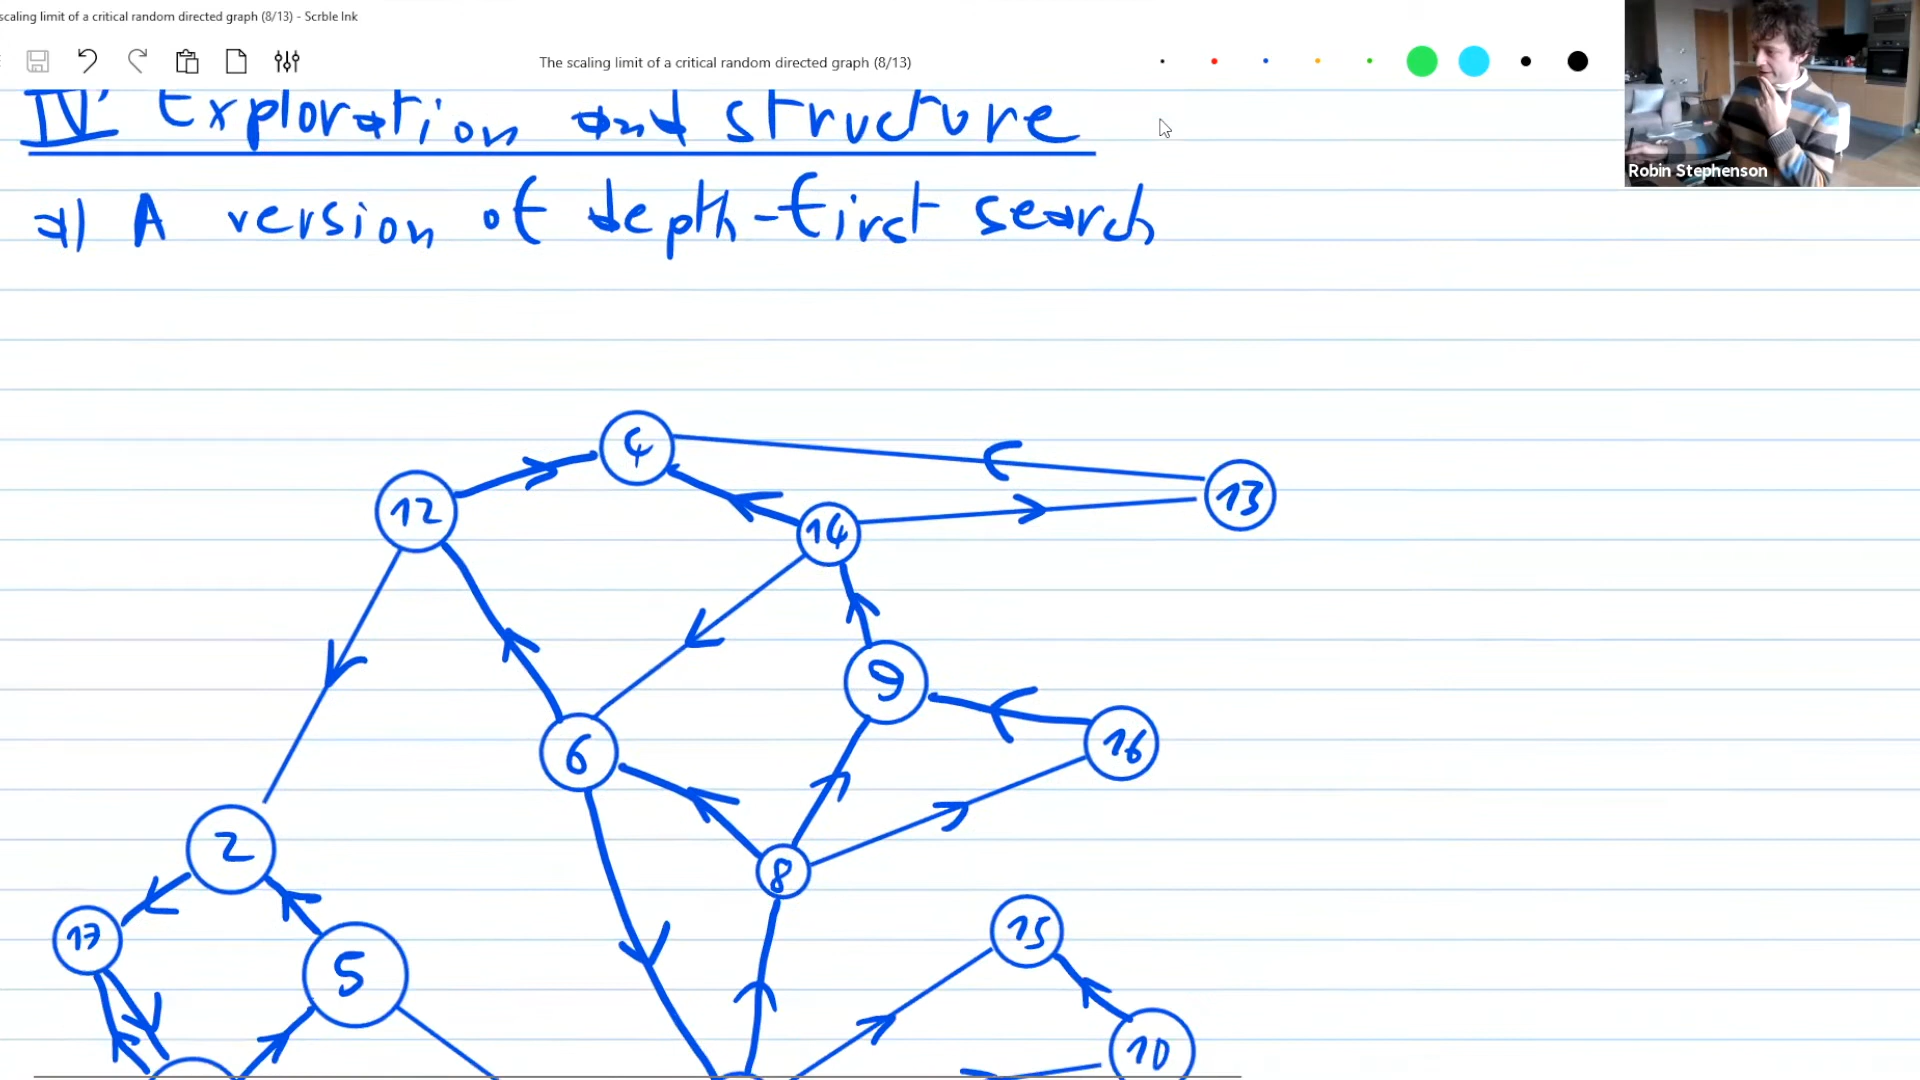 scaling limit of a critical random directed graph (8/13) - Scrble Ink
The scaling limit of a critical random directed graph (8/13)
Robin Stephenson
IV Exploration and structure
a) A version of depth-first search
4
13
12
14
9
6
16
2
8
15
17
5
10